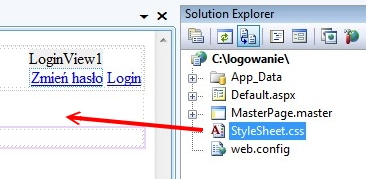 Solution Explorer
LoginView1
Zmień hasło Login
C:\logowanie\
App_Data
Default.aspx
MasterPage.master
StyleSheet.css
web.config